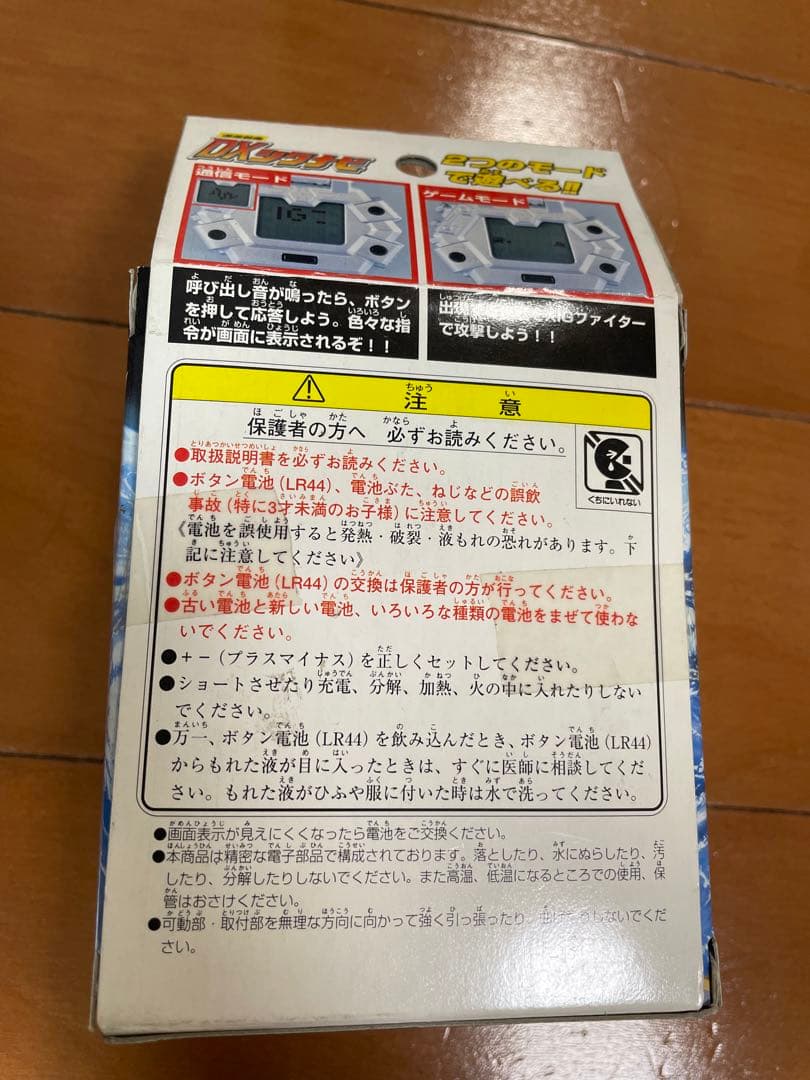 DXックナビ
2つのモード
で遊べる!!
通信モード
ゲームモード
呼び出し音が鳴ったら、ボタン
を押して応答しよう。色々な指
令が画面に表示されるぞ！！
XIGファイター
で攻撃しよう！！
注意
保護者の方へ 必ずお読みください。
くちにいれない
●取扱説明書を必ずお読みください。
●ボタン電池(LR44)、電池ぶた、ねじなどの誤飲
事故(特に3才未満のお子様)に注意してください。
《電池を誤使用すると発熱・破裂・液もれの恐れがあります。下
記に注意してください》
●ボタン電池(LR44)の交換は保護者の方が行ってください。
●古い電池と新しい電池、いろいろな種類の電池をまぜて使わな
いでください。
●＋－(プラスマイナス)を正しくセットしてください。
●ショートさせたり充電、分解、加熱、火の中に入れたりしない
でください。
●万一、ボタン電池(LR44)を飲み込んだとき、ボタン電池(LR44)
からもれた液が目に入ったときは、すぐに医師に相談してくだ
さい。もれた液がひふや服に付いた時は水で洗ってください。
●画面表示が見えにくくなったら電池をご交換ください。
●本商品は精密な電子部品で構成されております。落としたり、水にぬらしたり、汚
したり、分解したりしないでください。また高温、低温になるところでの使用、保
管はおさけください。
●可動部・取付部を無理な方向に向かって強く引っ張ったり、しないでくだ
さい。